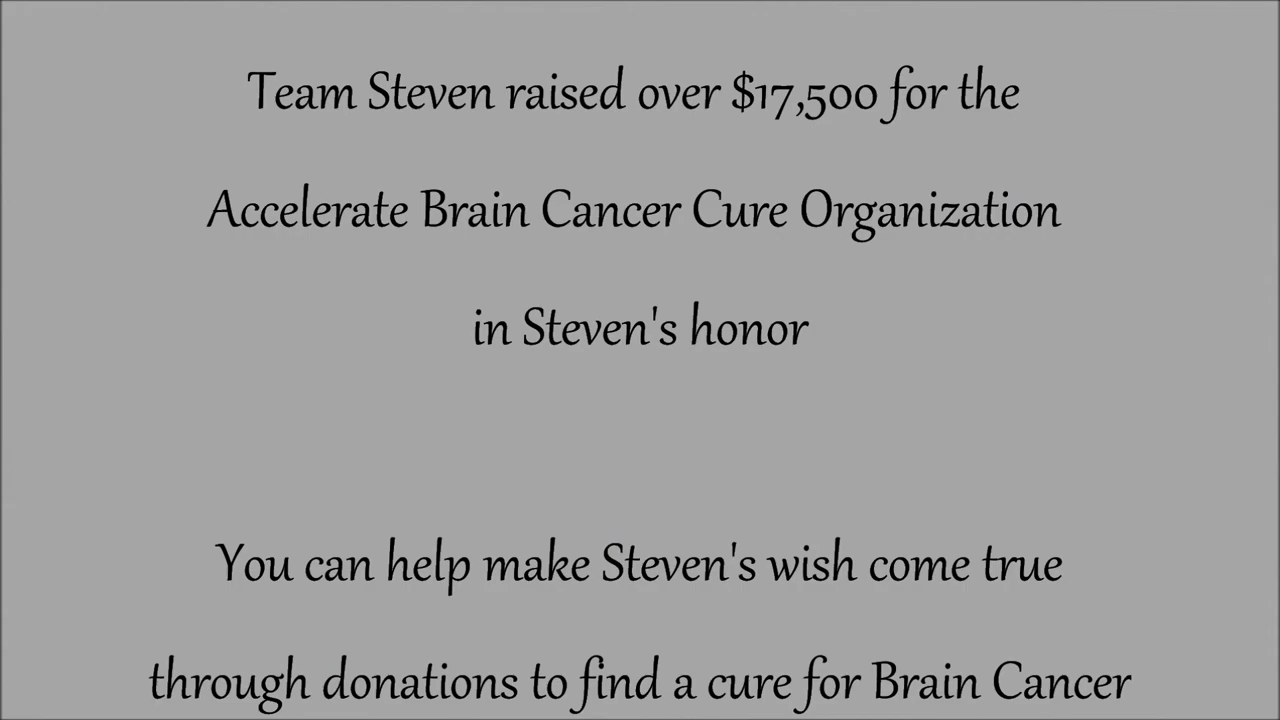 Team Steven raised over $17,500 for the
Accelerate Brain Cancer Cure Organization
in Steven's honor
You can help make Steven's wish come true
through donations to find a cure for Brain Cancer